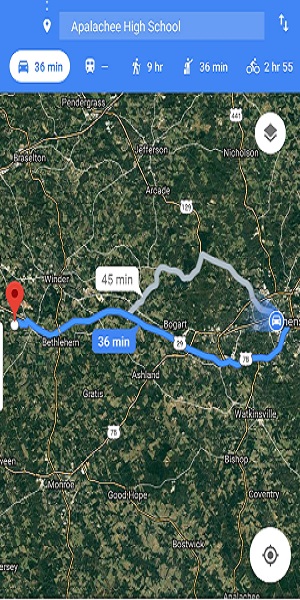 Apalachee High School
36 min
—
9 hr
36 min
2 hr 55
Pendergrass
441
Jefferson
Nicholson
Braselton
Arcade
129
Winder
45 min
Bogart
36 min
29
Bethlehem
78
Ashland
Gratis
Watkinsville
78
Bishop
Monroe
Good Hope
Coventry
Bostwick
ersey
Apalachee